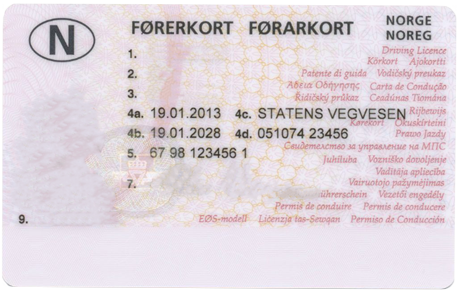 N
FØRERKORT FØRARKORT
NORGE
NOREG
Driving Licence
1.
Körkort Ajokortti
2.
Patente di guida Vodičský preukaz
Άδεια Οδήγησης Carta de Condução
3.
Řidičský průkaz Ceadúnas Tiomána
4a. 19.01.2013 4c. STATENS VEGVESEN
Rijbewijs
Kørekort Okuskírteini
4b. 19.01.2028 4d. 051074 23456
Prawo Jazdy
Свидетелство за управление на МПС
5. 67 98 123456 1
Juhiluba Vozniško dovoljenje
Vadītāja apliecība
7.
Vairuotojo pažymėjimas
ührerschein Vezetői engedély
Permis de conduire Permis de conducere
9.
EØS-modell Liċenzja tas-Sewqan Permiso de Conducción